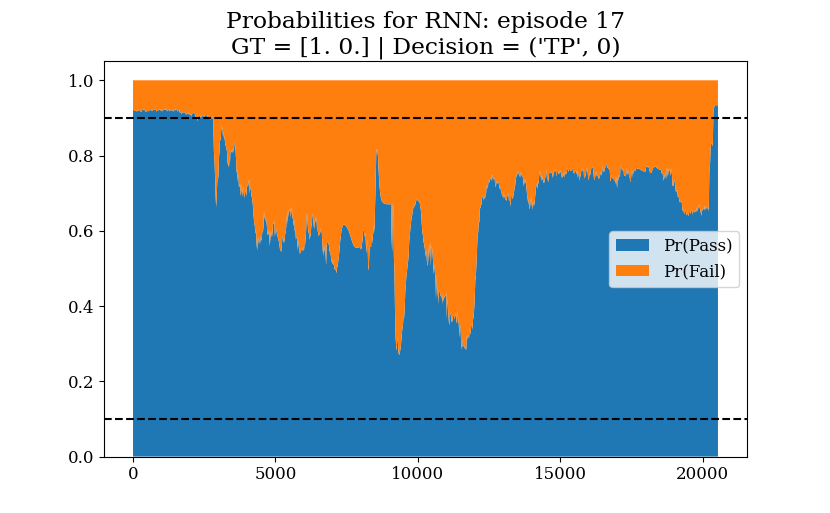 Probabilities for RNN: episode 17
GT = [1. 0.] | Decision = ('TP', 0)
1.0
0.8
0.6
0.4
0.2
0.0
Pr(Pass)
Pr(Fail)
0
5000
10000
15000
20000